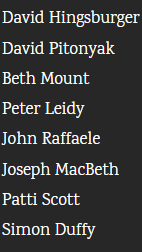 David Hingsburger
David Pitonyak
Beth Mount
Peter Leidy
John Raffaele
Joseph MacBeth
Patti Scott
Simon Duffy